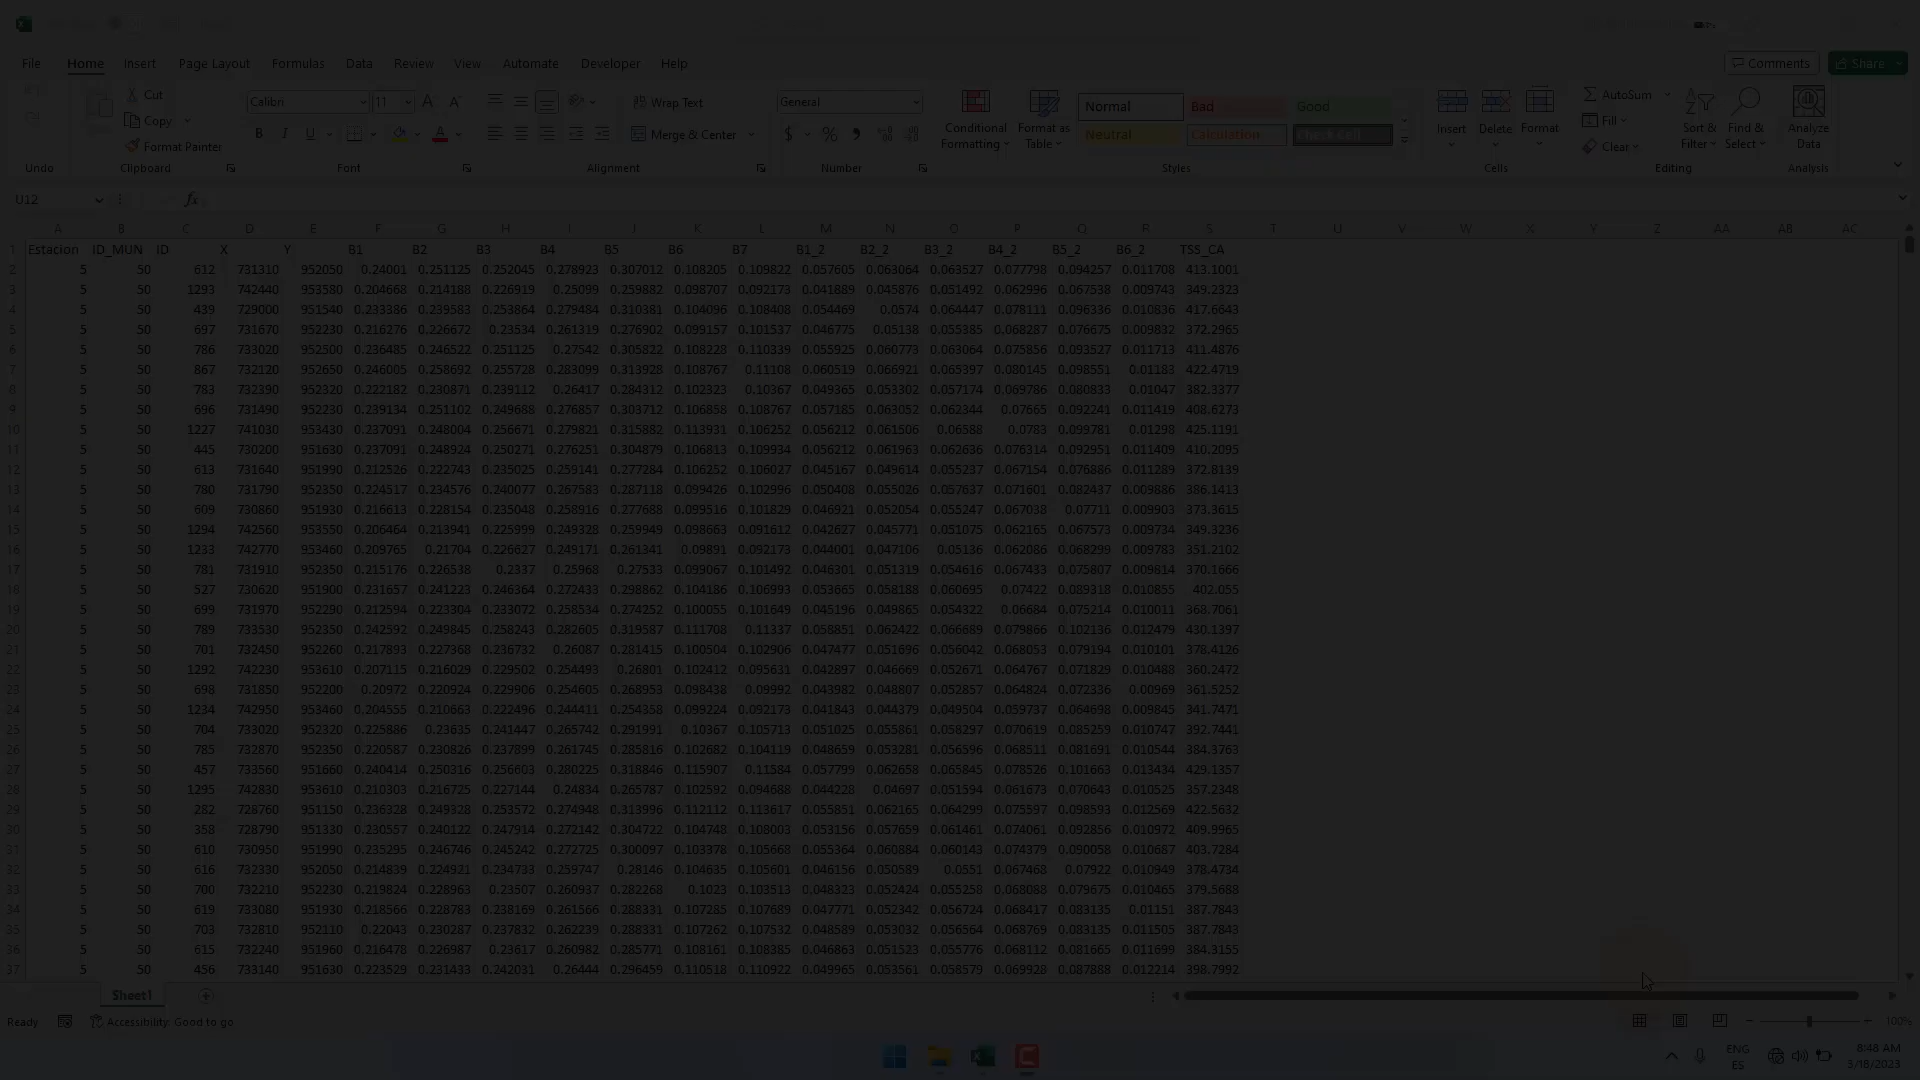 File Home Insert Page Layout Formulas Data Review View Automate Developer Help Comments Share
Cut Calibri 11 Wrap Text General Normal Bad Good AutoSum
Copy Conditional Format as Insert Delete Format Fill Sort & Find & Analyze
B I U Merge & Center $ % Formatting Table Neutral Calculation Check Cell Filter Select Data
Format Painter Clear
Undo Clipboard Font Alignment Number Styles Cells Editing Analysis
U12 fx
A B C D E F G H I J K L M N O P Q R S T U V W X Y Z AA AB AC
1 Estacion ID_MUN ID X Y B1 B2 B3 B4 B5 B6 B7 B1_2 B2_2 B3_2 B4_2 B5_2 B6_2 TSS_CA
2 5 50 612 731310 952050 0.24001 0.251125 0.252045 0.278923 0.307012 0.108205 0.109822 0.057605 0.063064 0.063527 0.077798 0.094257 0.011708 413.1001
3 5 50 1293 742440 953580 0.204668 0.214188 0.226919 0.25099 0.259882 0.098707 0.092173 0.041889 0.045876 0.051492 0.062996 0.067538 0.009743 349.2323
4 5 50 439 729000 951540 0.233386 0.239583 0.253864 0.279484 0.310381 0.104096 0.108408 0.054469 0.0574 0.064447 0.078111 0.096336 0.010836 417.6643
5 5 50 697 731670 952230 0.216276 0.226672 0.23534 0.261319 0.276902 0.099157 0.101537 0.046775 0.05138 0.055385 0.068287 0.076675 0.009832 372.2965
6 5 50 786 733020 952500 0.236485 0.246522 0.251125 0.27542 0.305822 0.108228 0.110339 0.055925 0.060773 0.063064 0.075856 0.093527 0.011713 411.4876
7 5 50 867 732120 952650 0.246005 0.258692 0.255728 0.283099 0.313928 0.108767 0.11108 0.060519 0.066921 0.065397 0.080145 0.098551 0.01183 422.4719
8 5 50 783 732390 952320 0.222182 0.230871 0.239112 0.26417 0.284312 0.102323 0.10367 0.049365 0.053302 0.057174 0.069786 0.080833 0.01047 382.3377
9 5 50 696 731490 952230 0.239134 0.251102 0.249688 0.276857 0.303712 0.106858 0.108767 0.057185 0.063052 0.062344 0.07665 0.092241 0.011419 408.6273
10 5 50 1227 741030 953430 0.237091 0.248004 0.256671 0.279821 0.315882 0.113931 0.106252 0.056212 0.061506 0.06588 0.0783 0.099781 0.01298 425.1191
11 5 50 445 730200 951630 0.237091 0.248924 0.250271 0.276251 0.304879 0.106813 0.109934 0.056212 0.061963 0.062636 0.076314 0.092951 0.011409 410.2095
12 5 50 613 731640 951990 0.212526 0.222743 0.235025 0.259141 0.277284 0.106252 0.106027 0.045167 0.049614 0.055237 0.067154 0.076886 0.011289 372.8139
13 5 50 780 731790 952350 0.224517 0.234576 0.240077 0.267583 0.287118 0.099426 0.102996 0.050408 0.055026 0.057637 0.071601 0.082437 0.009886 386.1413
14 5 50 609 730860 951930 0.216613 0.228154 0.235048 0.258916 0.277688 0.099516 0.101829 0.046921 0.052054 0.055247 0.067038 0.07711 0.009903 373.3615
15 5 50 1294 742560 953550 0.206464 0.213941 0.225999 0.249328 0.259949 0.098663 0.091612 0.042627 0.045771 0.051075 0.062165 0.067573 0.009734 349.3236
16 5 50 1233 742770 953460 0.209765 0.21704 0.226627 0.249171 0.261341 0.09891 0.092173 0.044001 0.047106 0.05136 0.062086 0.068299 0.009783 351.2102
17 5 50 781 731910 952350 0.215176 0.226538 0.2337 0.25968 0.27533 0.099067 0.101492 0.046301 0.051319 0.054616 0.067433 0.075807 0.009814 370.1666
18 5 50 527 730620 951900 0.231657 0.241223 0.246364 0.272433 0.298862 0.104186 0.106993 0.053665 0.058188 0.060695 0.07422 0.089318 0.010855 402.055
19 5 50 699 731970 952290 0.212594 0.223304 0.233072 0.258534 0.274252 0.100055 0.101649 0.045196 0.049865 0.054322 0.06684 0.075214 0.010011 368.7061
20 5 50 789 733530 952350 0.242592 0.249845 0.258243 0.282605 0.319587 0.111708 0.11337 0.058851 0.062422 0.066689 0.079866 0.102136 0.012479 430.1397
21 5 50 701 732450 952260 0.217893 0.227368 0.236732 0.26087 0.281415 0.100504 0.102906 0.047477 0.051696 0.056042 0.068053 0.079194 0.010101 378.4126
22 5 50 1292 742230 953610 0.207115 0.216029 0.229502 0.254493 0.26801 0.102412 0.095631 0.042897 0.046669 0.052671 0.064767 0.071829 0.010488 360.2472
23 5 50 698 731850 952200 0.20972 0.220924 0.229906 0.254605 0.268953 0.098438 0.09992 0.043982 0.048807 0.052857 0.064824 0.072336 0.00969 361.5252
24 5 50 1234 742950 953460 0.204555 0.210663 0.222496 0.244411 0.254358 0.099224 0.092173 0.041843 0.044379 0.049504 0.059737 0.064698 0.009845 341.7471
25 5 50 704 733020 952320 0.225886 0.23635 0.241447 0.265742 0.291991 0.10367 0.105713 0.051025 0.055861 0.058297 0.070619 0.085259 0.010747 392.7441
26 5 50 785 732870 952350 0.220587 0.230826 0.237899 0.261745 0.285816 0.102682 0.104119 0.048659 0.053281 0.056596 0.068511 0.081691 0.010544 384.3763
27 5 50 457 733560 951660 0.240414 0.250316 0.256603 0.280225 0.318846 0.115907 0.11584 0.057799 0.062658 0.065845 0.078526 0.101663 0.013434 429.1357
28 5 50 1295 742830 953610 0.210303 0.216725 0.227144 0.24834 0.265787 0.102592 0.094688 0.044228 0.04697 0.051594 0.061673 0.070643 0.010525 357.2348
29 5 50 282 728760 951150 0.236328 0.249328 0.253572 0.274948 0.313996 0.112112 0.113617 0.055851 0.062165 0.064299 0.075597 0.098593 0.012569 422.5632
30 5 50 358 728790 951330 0.230557 0.240122 0.247914 0.272142 0.304722 0.104748 0.108003 0.053156 0.057659 0.061461 0.074061 0.092856 0.010972 409.9965
31 5 50 610 730950 951990 0.235295 0.246746 0.245242 0.272725 0.300097 0.103378 0.105668 0.055364 0.060884 0.060143 0.074379 0.090058 0.010687 403.7284
32 5 50 616 732330 952050 0.214839 0.224921 0.234733 0.259747 0.28146 0.104635 0.105601 0.046156 0.050589 0.0551 0.067468 0.07922 0.010949 378.4734
33 5 50 700 732210 952230 0.219824 0.228963 0.23507 0.260937 0.282268 0.1023 0.103513 0.048323 0.052424 0.055258 0.068088 0.079675 0.010465 379.5688
34 5 50 619 733080 951930 0.218566 0.228783 0.238169 0.261566 0.288331 0.107285 0.107689 0.047771 0.052342 0.056724 0.068417 0.083135 0.01151 387.7843
35 5 50 703 732810 952110 0.22043 0.230287 0.237832 0.262239 0.288331 0.107262 0.107532 0.048589 0.053032 0.056564 0.068769 0.083135 0.011505 387.7843
36 5 50 615 732240 951960 0.216478 0.226987 0.23617 0.260982 0.285771 0.108161 0.108385 0.046863 0.051523 0.055776 0.068112 0.081665 0.011699 384.3155
37 5 50 456 733140 951630 0.223529 0.231433 0.242031 0.26444 0.296459 0.110518 0.110922 0.049965 0.053561 0.058579 0.069928 0.087888 0.012214 398.7992
Sheet1
Ready Accessibility: Good to go 100%
ENG 8:48 AM
ES 3/18/2023